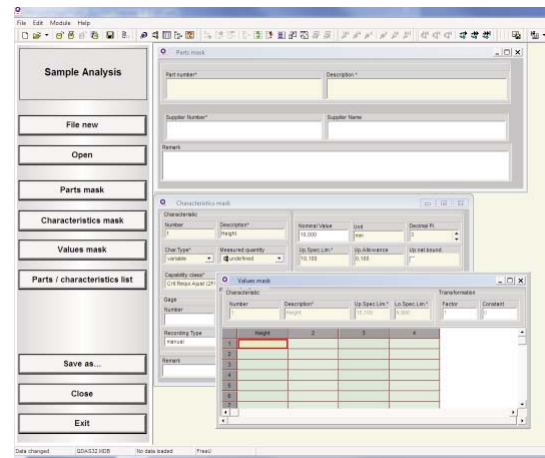 File Edit Module Help
Sample Analysis
File new
Open
Parts mask
Characteristics mask
Values mask
Parts / characteristics list
Save as...
Close
Exit
Parts mask
Part number*
Description *
Supplier Number*
Supplier Name
Remark
Characteristics mask
Characteristic
Number
Description*
Nominal Value
Unit
Decimal Pl.
1
Height
10,000
mm
3
Char.Type*
Measured quantity
Up.Spec.Lim.*
Up.Allowance
Up.nat.bound.
variable
undefined
10,100
0,100
Capability class*
Gage
Number
Recording Type
manual
Remark
Values mask
Characteristic
Transformation
Number
Description*
Up.Spec.Lim.*
Lo.Spec.Lim.*
Factor
Constant
1
Height
10,100
9,900
1
0
Height 2 3 4
1
2
3
4
5
6
7
Data changed
QDAS32.MDB
No data loaded